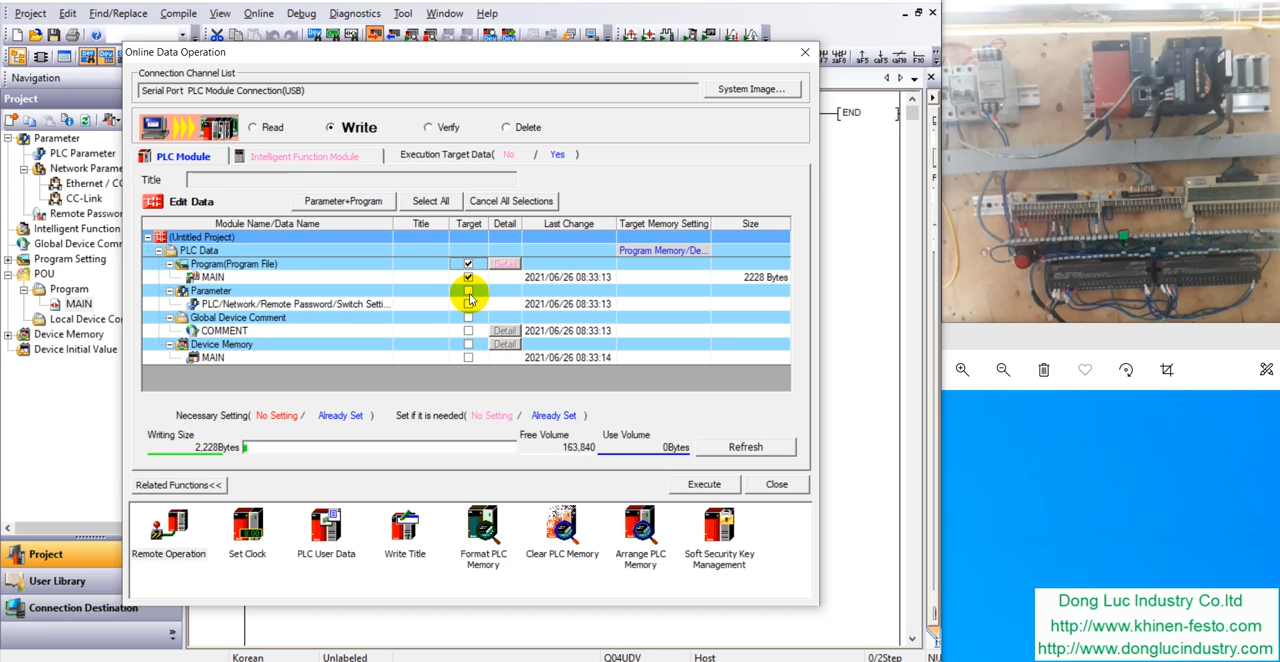 Project Edit Find/Replace Compile View Online Debug Diagnostics Tool Window Help
Online Data Operation
Navigation
Project
Parameter
PLC Parameter
Network Parame
Ethernet / CC
CC-Link
Remote Passwor
Intelligent Function
Global Device Comm
Program Setting
POU
Program
MAIN
Local Device Co
Device Memory
Device Initial Value
Project
User Library
Connection Destination
Connection Channel List
Serial Port PLC Module Connection(USB)
System Image...
Read Write Verify Delete
PLC Module Intelligent Function Module Execution Target Data( No / Yes )
Title
Edit Data Parameter+Program Select All Cancel All Selections
Module Name/Data Name Title Target Detail Last Change Target Memory Setting Size
(Untitled Project)
PLC Data Program Memory/De...
Program(Program File) Detail
MAIN 2021/06/26 08:33:13 2228 Bytes
Parameter
PLC/Network/Remote Password/Switch Setti... 2021/06/26 08:33:13
Global Device Comment
COMMENT Detail 2021/06/26 08:33:13
Device Memory Detail
MAIN 2021/06/26 08:33:14
Necessary Setting( No Setting / Already Set ) Set if it is needed( No Setting / Already Set )
Writing Size Free Volume Use Volume
2,228Bytes 163,840 0Bytes Refresh
Related Functions<< Execute Close
Remote Operation Set Clock PLC User Data Write Title Format PLC Memory Clear PLC Memory Arrange PLC Memory Soft Security Key Management
aF5 caF5 caF10 F10
END
Korean Unlabeled Q04UDV Host 0/2Step
Dong Luc Industry Co.ltd
http://www.khinen-festo.com
http://www.donglucindustry.com